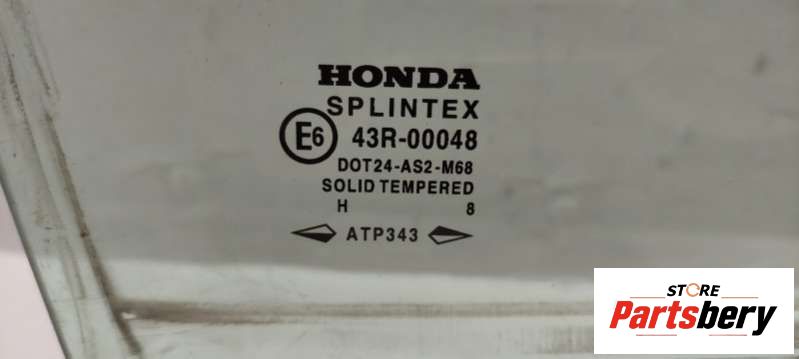 HONDA
SPLINTEX
E6 43R-00048
DOT24-AS2-M68
SOLID TEMPERED
H 8
ATP343
STORE
Partsbery